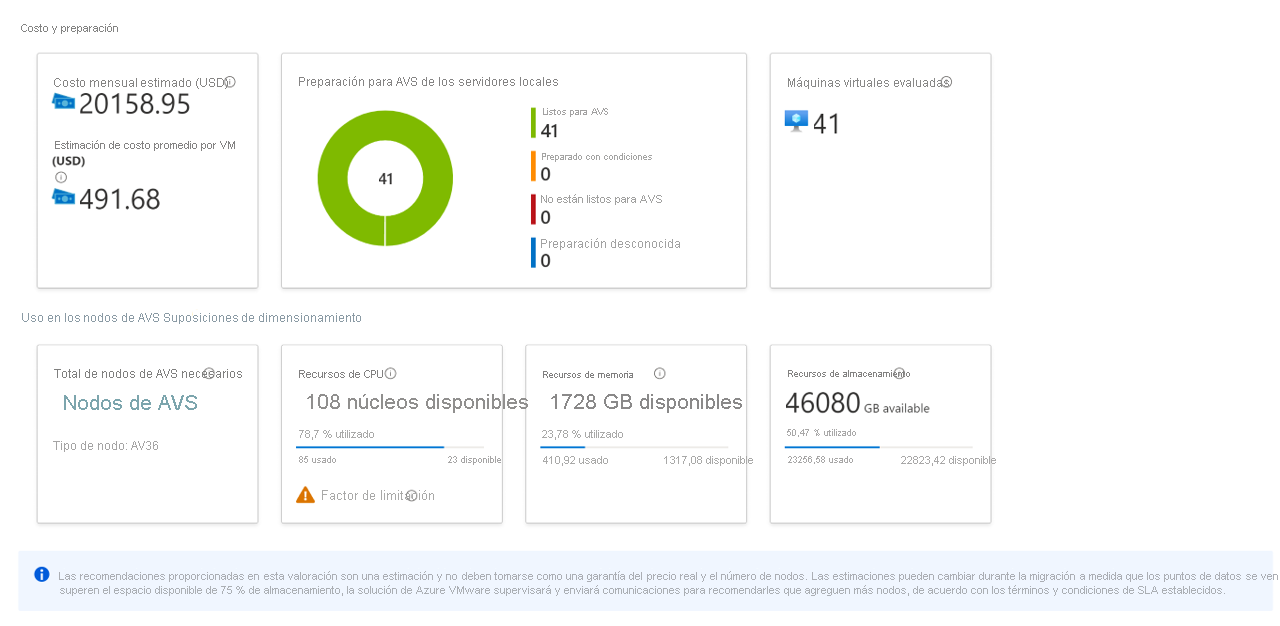 Costo y preparación
Costo mensual estimado (USD)
20158.95
Estimación de costo promedio por VM
(USD)
491.68
Preparación para AVS de los servidores locales
41
Listos para AVS
41
Preparado con condiciones
0
No están listos para AVS
0
Preparación desconocida
0
Máquinas virtuales evaluadas
41
Uso en los nodos de AVS Suposiciones de dimensionamiento
Total de nodos de AVS necesarios
Nodos de AVS
Tipo de nodo: AV36
Recursos de CPU
108 núcleos disponibles
78,7 % utilizado
85 usado 23 disponible
Factor de limitación
Recursos de memoria
1728 GB disponibles
23,78 % utilizado
410,92 usado 1317,08 disponible
Recursos de almacenamiento
46080 GB available
50,47 % utilizado
23256,58 usado 22823,42 disponible
Las recomendaciones proporcionadas en esta valoración son una estimación y no deben tomarse como una garantía del precio real y el número de nodos. Las estimaciones pueden cambiar durante la migración a medida que los puntos de datos se ven
superen el espacio disponible de 75 % de almacenamiento, la solución de Azure VMware supervisará y enviará comunicaciones para recomendarles que agreguen más nodos, de acuerdo con los términos y condiciones de SLA establecidos.